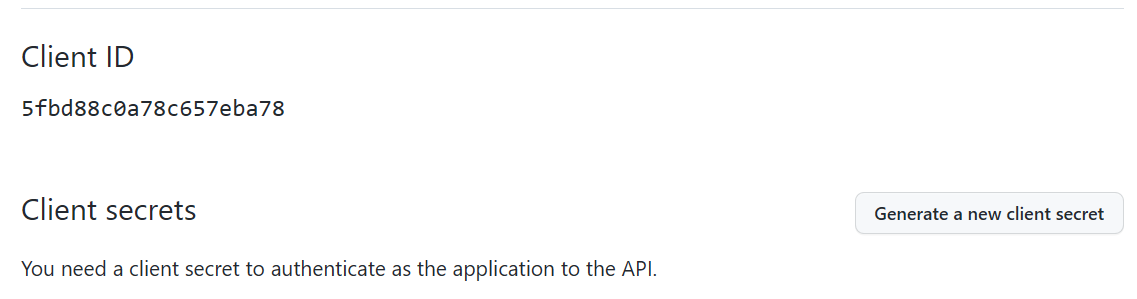 Client ID
5fbd88c0a78c657eba78
Client secrets
Generate a new client secret
You need a client secret to authenticate as the application to the API.